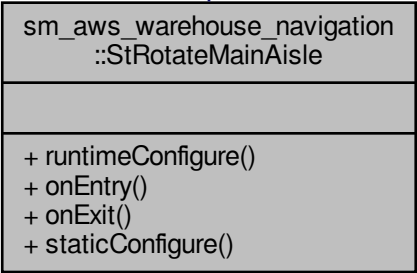 sm_aws_warehouse_navigation
::StRotateMainAisle
+ runtimeConfigure()
+ onEntry()
+ onExit()
+ staticConfigure()